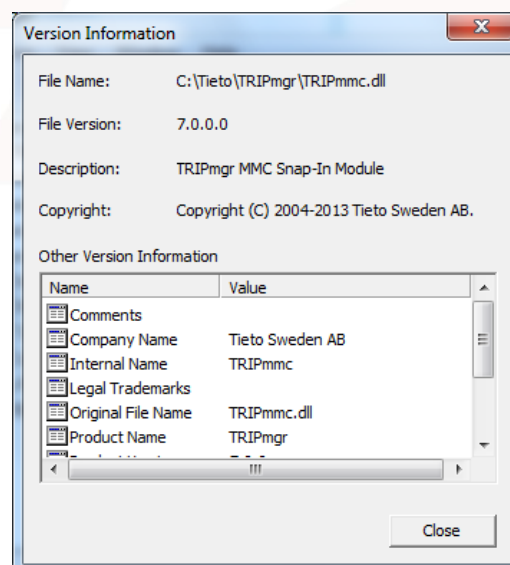 Version Information
File Name: C:\Tieto\TRIPmgr\TRIPmmc.dll
File Version: 7.0.0.0
Description: TRIPmgr MMC Snap-In Module
Copyright: Copyright (C) 2004-2013 Tieto Sweden AB.
Other Version Information
Name Value
Comments
Company Name Tieto Sweden AB
Internal Name TRIPmmc
Legal Trademarks
Original File Name TRIPmmc.dll
Product Name TRIPmgr
Close